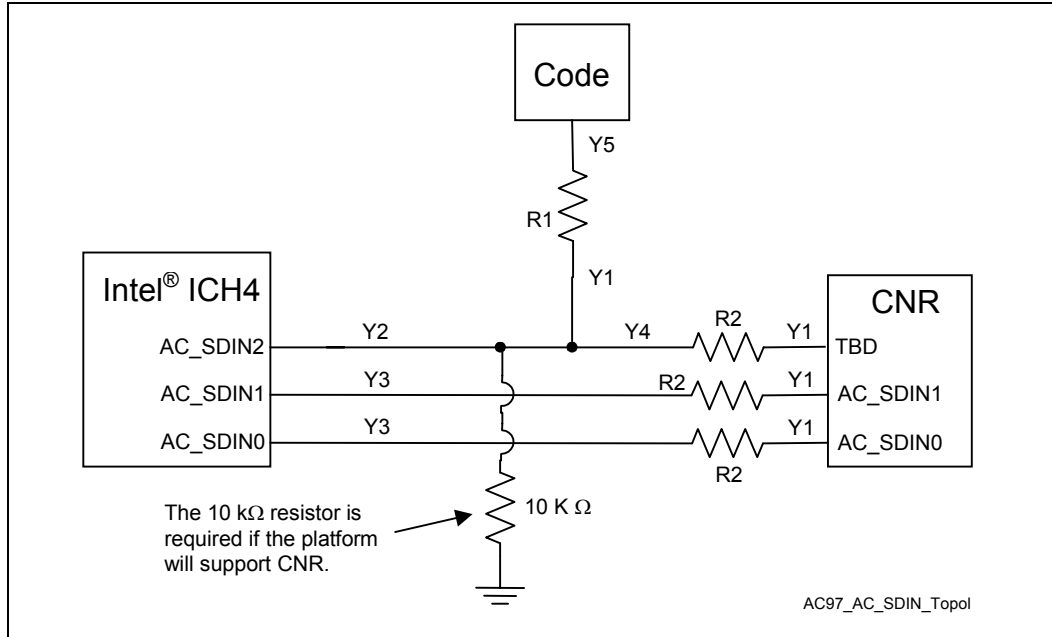 Code
Y5
R1
Y1
Intel® ICH4
CNR
Y2
Y4
R2
Y1
AC_SDIN2
TBD
Y3
R2
Y1
AC_SDIN1
AC_SDIN1
Y3
Y1
AC_SDIN0
AC_SDIN0
R2
10 K Ω
The 10 kΩ resistor is
required if the platform
will support CNR.
AC97_AC_SDIN_Topol